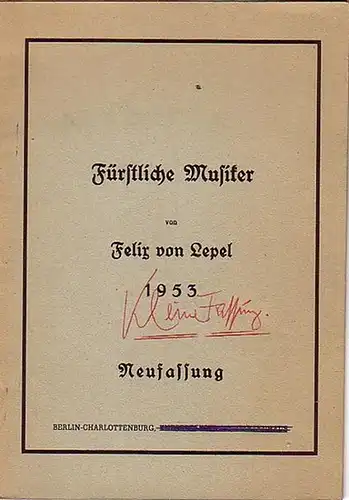 Fürstliche Musiker
von
Felix von Lepel
1953
Kleine Fassung.
Neufassung
BERLIN-CHARLOTTENBURG,